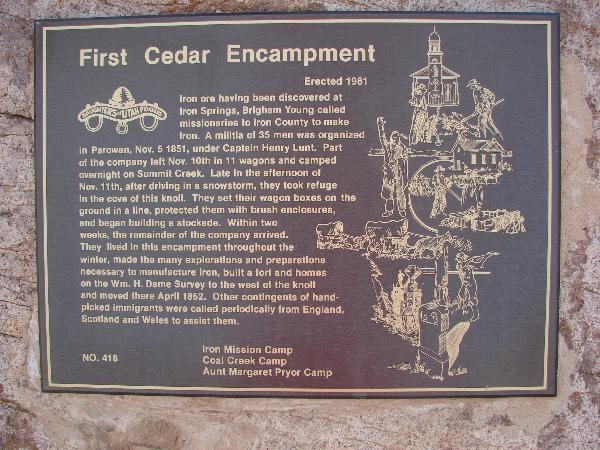 First Cedar Encampment
Erected 1981
DAUGHTERS OF UTAH PIONEERS
Iron ore having been discovered at
Iron Springs, Brigham Young called
missionaries to Iron County to make
iron. A militia of 35 men was organized
in Parowan, Nov. 5 1851, under Captain Henry Lunt. Part
of the company left Nov. 10th in 11 wagons and camped
overnight on Summit Creek. Late in the afternoon of
Nov. 11th, after driving in a snowstorm, they took refuge
in the cove of this knoll. They set their wagon boxes on the
ground in a line, protected them with brush enclosures,
and began building a stockade. Within two
weeks, the remainder of the company arrived.
They lived in this encampment throughout the
winter, made the many explorations and preparations
necessary to manufacture iron, built a fort and homes
on the Wm. H. Dame Survey to the west of the knoll
and moved there April 1852. Other contingents of hand-
picked immigrants were called periodically from England,
Scotland and Wales to assist them.
NO. 418
Iron Mission Camp
Coal Creek Camp
Aunt Margaret Pryor Camp